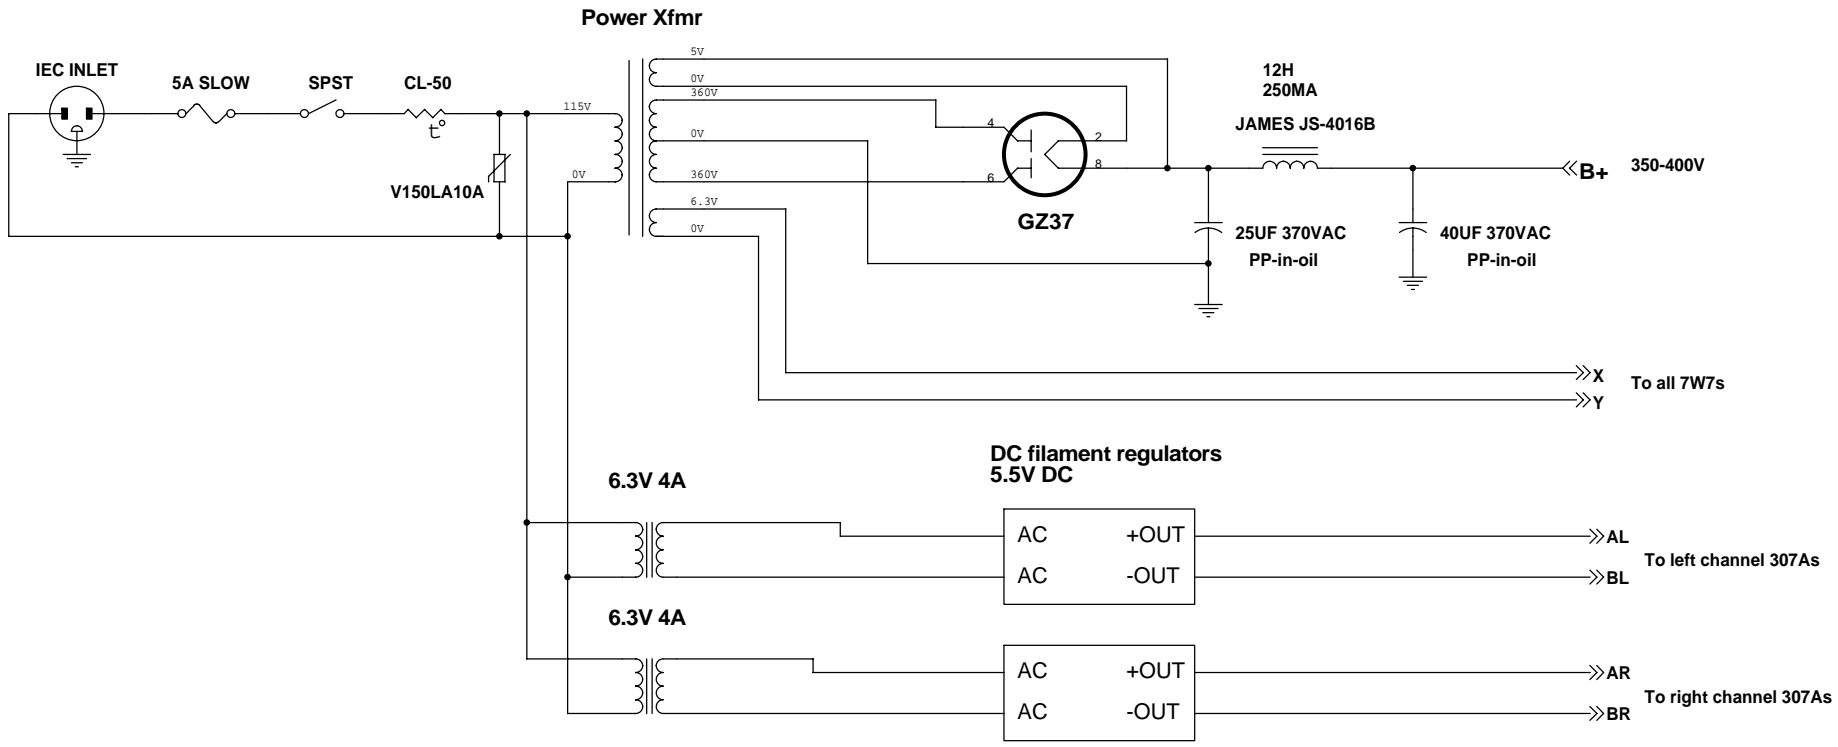 Power Xfmr
IEC INLET
5A SLOW
SPST
CL-50
t°
115V
0V
V150LA10A
5V
0V
360V
0V
360V
6.3V
0V
4
6
2
8
GZ37
12H
250MA
JAMES JS-4016B
B+
350-400V
25UF 370VAC
PP-in-oil
40UF 370VAC
PP-in-oil
X
Y
To all 7W7s
DC filament regulators
5.5V DC
6.3V 4A
AC
+OUT
AC
-OUT
AL
BL
To left channel 307As
6.3V 4A
AC
+OUT
AC
-OUT
AR
BR
To right channel 307As